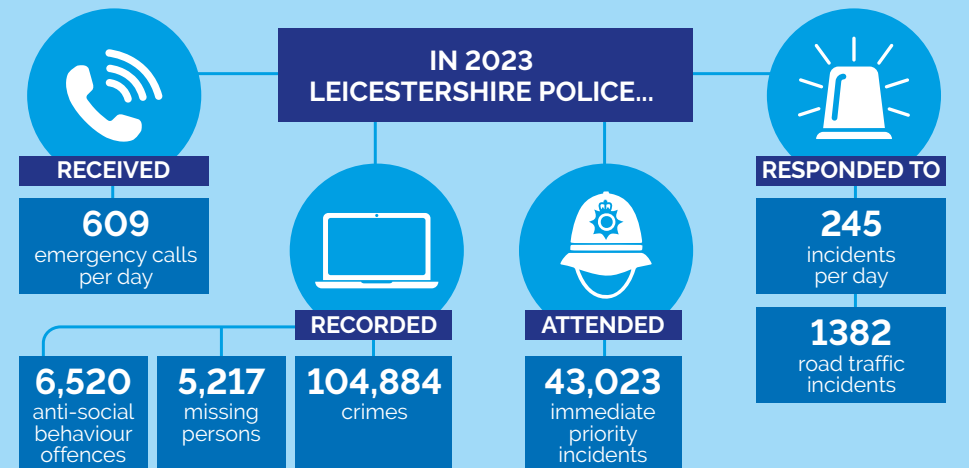 IN 2023
LEICESTERSHIRE POLICE...
RECEIVED
609
emergency calls
per day
RECORDED
6,520
anti-social
behaviour
offences
5,217
missing
persons
104,884
crimes
ATTENDED
43,023
immediate
priority
incidents
RESPONDED TO
245
incidents
per day
1382
road traffic
incidents